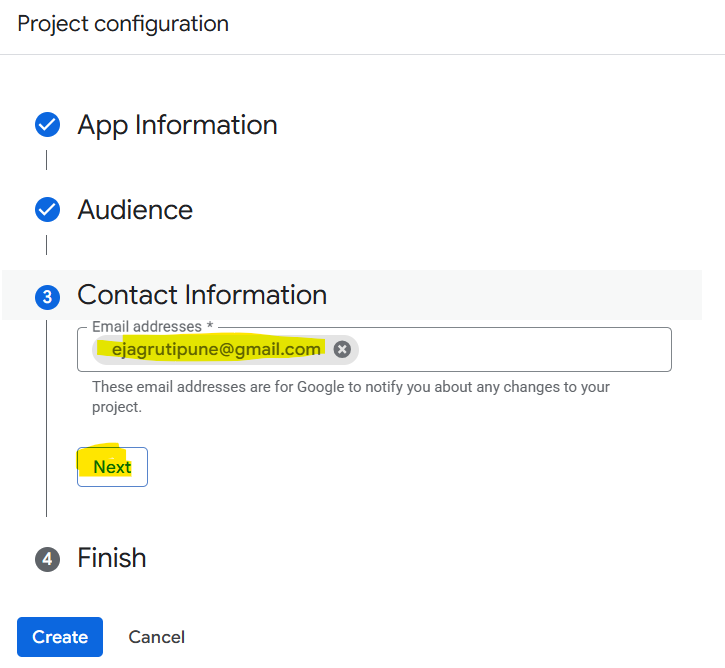 Project configuration
App Information
Audience
3 Contact Information
Email addresses *
ejagrutipune@gmail.com
These email addresses are for Google to notify you about any changes to your
project.
Next
4 Finish
Create Cancel